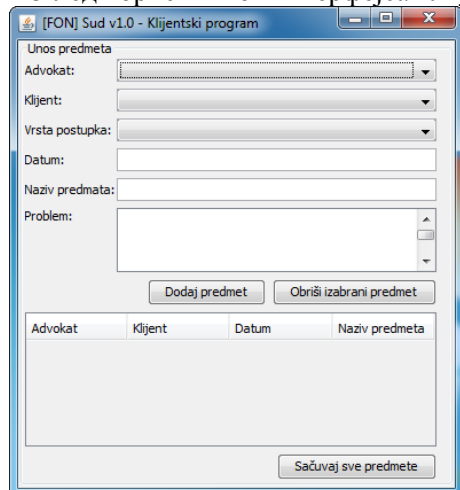 [FON] Sud v1.0 - Klijentski program
Unos predmeta
Advokat:
Klijent:
Vrsta postupka:
Datum:
Naziv predmata:
Problem:
Dodaj predmet Obriši izabrani predmet
Advokat Klijent Datum Naziv predmeta
Sačuvaj sve predmete